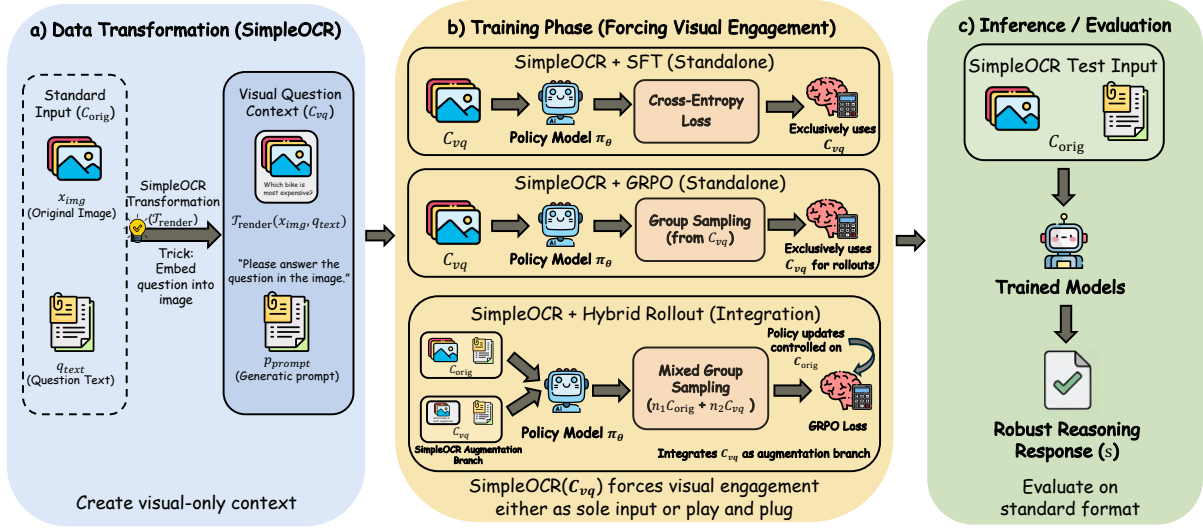 a) Data Transformation (SimpleOCR)
Standard
Input (C_orig)
x_img
(Original Image)
q_text
(Question Text)
SimpleOCR
Transformation
(T_render)
Trick:
Embed
question into
image
Visual Question
Context (C_vq)
Which bike is
most expensive?
T_render(x_img, q_text)
"Please answer the
question in the image."
p_prompt
(Generatic prompt)
Create visual-only context
b) Training Phase (Forcing Visual Engagement)
SimpleOCR + SFT (Standalone)
C_vq
AI
Policy Model π_θ
Cross-Entropy
Loss
Exclusively uses
C_vq
SimpleOCR + GRPO (Standalone)
C_vq
AI
Policy Model π_θ
Group Sampling
(from C_vq)
Exclusively uses
C_vq for rollouts
SimpleOCR + Hybrid Rollout (Integration)
C_orig
C_vq
SimpleOCR Augmentation
Branch
AI
Policy Model π_θ
Mixed Group
Sampling
(n_1C_orig + n_2C_vq )
Policy updates
controlled on
C_orig
GRPO Loss
Integrates C_vq as augmentation branch
SimpleOCR(C_vq) forces visual engagement
either as sole input or play and plug
c) Inference / Evaluation
SimpleOCR Test Input
C_orig
Trained Models
Robust Reasoning
Response (s)
Evaluate on
standard format